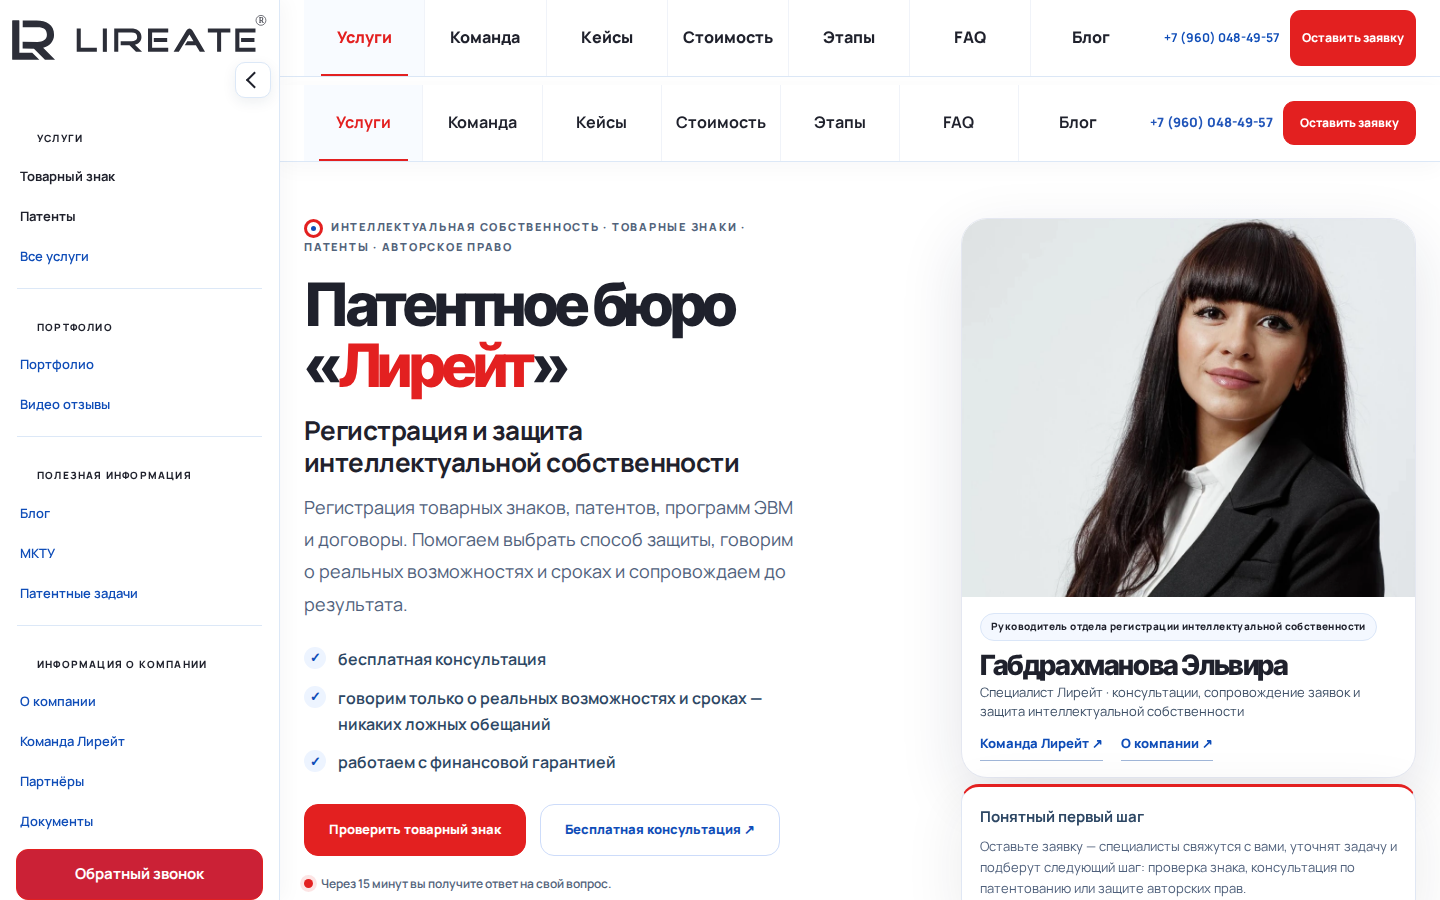 LIREATE®
УСЛУГИ
Товарный знак
Патенты
Все услуги
ПОРТФОЛИО
Портфолио
Видео отзывы
ПОЛЕЗНАЯ ИНФОРМАЦИЯ
Блог
МКТУ
Патентные задачи
ИНФОРМАЦИЯ О КОМПАНИИ
О компании
Команда Лирейт
Партнёры
Документы
Обратный звонок
Услуги Команда Кейсы Стоимость Этапы FAQ Блог +7 (960) 048-49-57 Оставить заявку
Услуги Команда Кейсы Стоимость Этапы FAQ Блог +7 (960) 048-49-57 Оставить заявку
ИНТЕЛЛЕКТУАЛЬНАЯ СОБСТВЕННОСТЬ · ТОВАРНЫЕ ЗНАКИ ·
ПАТЕНТЫ · АВТОРСКОЕ ПРАВО
Патентное бюро
«Лирейт»
Регистрация и защита
интеллектуальной собственности
Регистрация товарных знаков, патентов, программ ЭВМ
и договоры. Помогаем выбрать способ защиты, говорим
о реальных возможностях и сроках и сопровождаем до
результата.
✓ бесплатная консультация
✓ говорим только о реальных возможностях и сроках —
никаких ложных обещаний
✓ работаем с финансовой гарантией
Проверить товарный знак
Бесплатная консультация ↗
Через 15 минут вы получите ответ на свой вопрос.
Руководитель отдела регистрации интеллектуальной собственности
Габдрахманова Эльвира
Специалист Лирейт · консультации, сопровождение заявок и
защита интеллектуальной собственности
Команда Лирейт ↗ О компании ↗
Понятный первый шаг
Оставьте заявку — специалисты свяжутся с вами, уточнят задачу и
подберут следующий шаг: проверка знака, консультация по
патентованию или защите авторских прав.